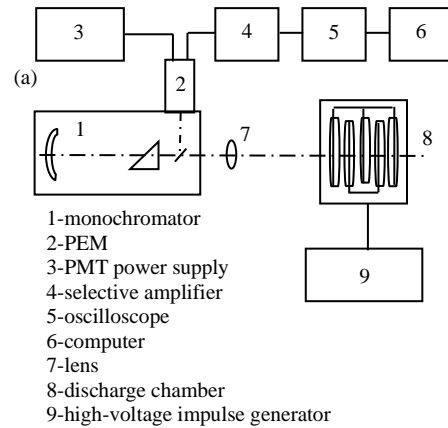 3
4
5
6
(a)
2
1
7
8
9
1-monochromator
2-PEM
3-PMT power supply
4-selective amplifier
5-oscilloscope
6-computer
7-lens
8-discharge chamber
9-high-voltage impulse generator